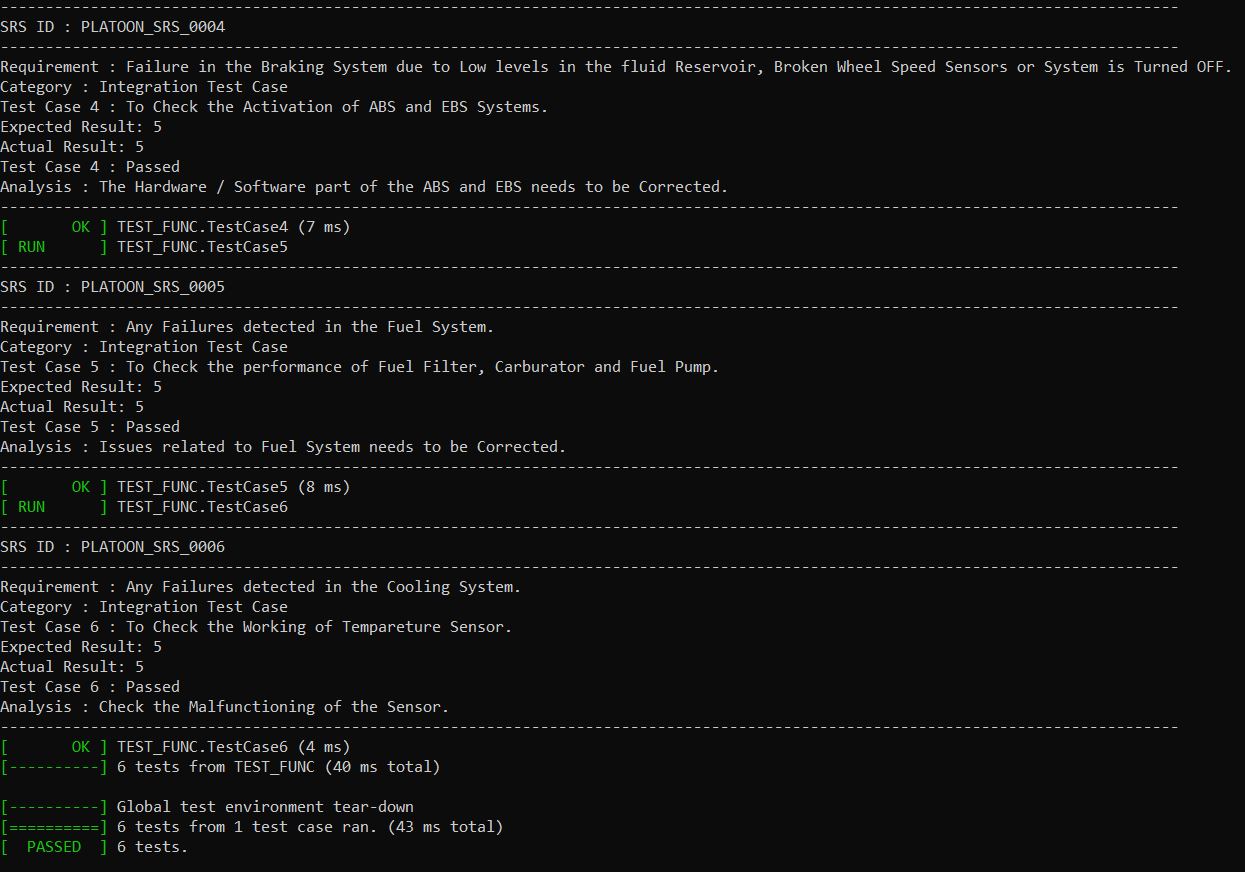 -----------------------------------------------------------------------------------------------------------------------------------
SRS ID : PLATOON_SRS_0004
-----------------------------------------------------------------------------------------------------------------------------------
Requirement : Failure in the Braking System due to Low levels in the fluid Reservoir, Broken Wheel Speed Sensors or System is Turned OFF.
Category : Integration Test Case
Test Case 4 : To Check the Activation of ABS and EBS Systems.
Expected Result: 5
Actual Result: 5
Test Case 4 : Passed
Analysis : The Hardware / Software part of the ABS and EBS needs to be Corrected.
-----------------------------------------------------------------------------------------------------------------------------------
[       OK ] TEST_FUNC.TestCase4 (7 ms)
[ RUN      ] TEST_FUNC.TestCase5
-----------------------------------------------------------------------------------------------------------------------------------
SRS ID : PLATOON_SRS_0005
-----------------------------------------------------------------------------------------------------------------------------------
Requirement : Any Failures detected in the Fuel System.
Category : Integration Test Case
Test Case 5 : To Check the performance of Fuel Filter, Carburator and Fuel Pump.
Expected Result: 5
Actual Result: 5
Test Case 5 : Passed
Analysis : Issues related to Fuel System needs to be Corrected.
-----------------------------------------------------------------------------------------------------------------------------------
[       OK ] TEST_FUNC.TestCase5 (8 ms)
[ RUN      ] TEST_FUNC.TestCase6
-----------------------------------------------------------------------------------------------------------------------------------
SRS ID : PLATOON_SRS_0006
-----------------------------------------------------------------------------------------------------------------------------------
Requirement : Any Failures detected in the Cooling System.
Category : Integration Test Case
Test Case 6 : To Check the Working of Tempareture Sensor.
Expected Result: 5
Actual Result: 5
Test Case 6 : Passed
Analysis : Check the Malfunctioning of the Sensor.
-----------------------------------------------------------------------------------------------------------------------------------
[       OK ] TEST_FUNC.TestCase6 (4 ms)
[----------] 6 tests from TEST_FUNC (40 ms total)

[----------] Global test environment tear-down
[==========] 6 tests from 1 test case ran. (43 ms total)
[  PASSED  ] 6 tests.